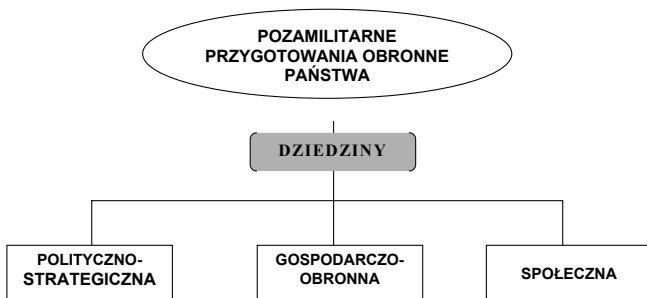 POZAMILITARNE
PRZYGOTOWANIA OBRONNE
PAŃSTWA
DZIEDZINY
POLITYCZNO-
STRATEGICZNA
GOSPODARCZO-
OBRONNA
SPOŁECZNA